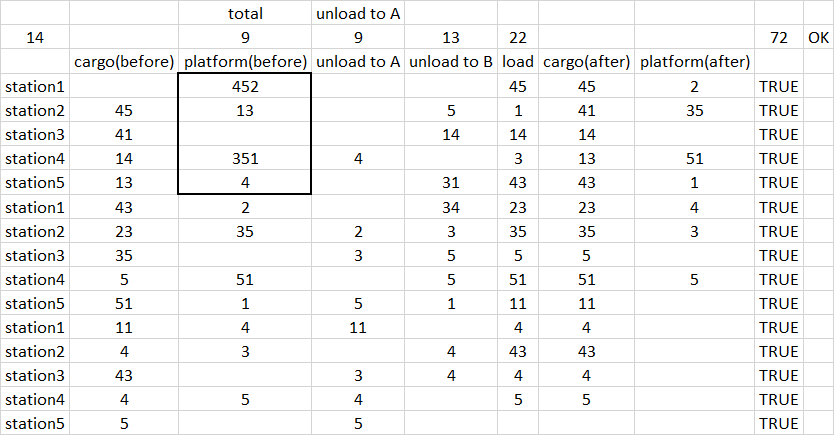 total unload to A
14 9 9 13 22 72 OK
cargo(before) platform(before) unload to A unload to B load cargo(after) platform(after)
station1 452 45 45 2 TRUE
station2 45 13 5 1 41 35 TRUE
station3 41 14 14 14 TRUE
station4 14 351 4 3 13 51 TRUE
station5 13 4 31 43 43 1 TRUE
station1 43 2 34 23 23 4 TRUE
station2 23 35 2 3 35 35 3 TRUE
station3 35 3 5 5 5 TRUE
station4 5 51 5 51 51 5 TRUE
station5 51 1 5 1 11 11 TRUE
station1 11 4 11 4 4 TRUE
station2 4 3 4 43 43 TRUE
station3 43 3 4 4 4 TRUE
station4 4 5 4 5 5 TRUE
station5 5 5 TRUE